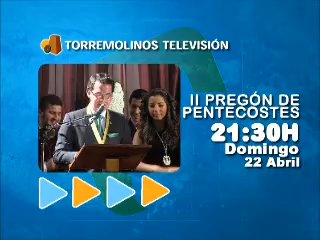 TORREMOLINOS TELEVISIÓN
II PREGÓN DE
PENTECOSTES
21:30H
Domingo
22 Abril